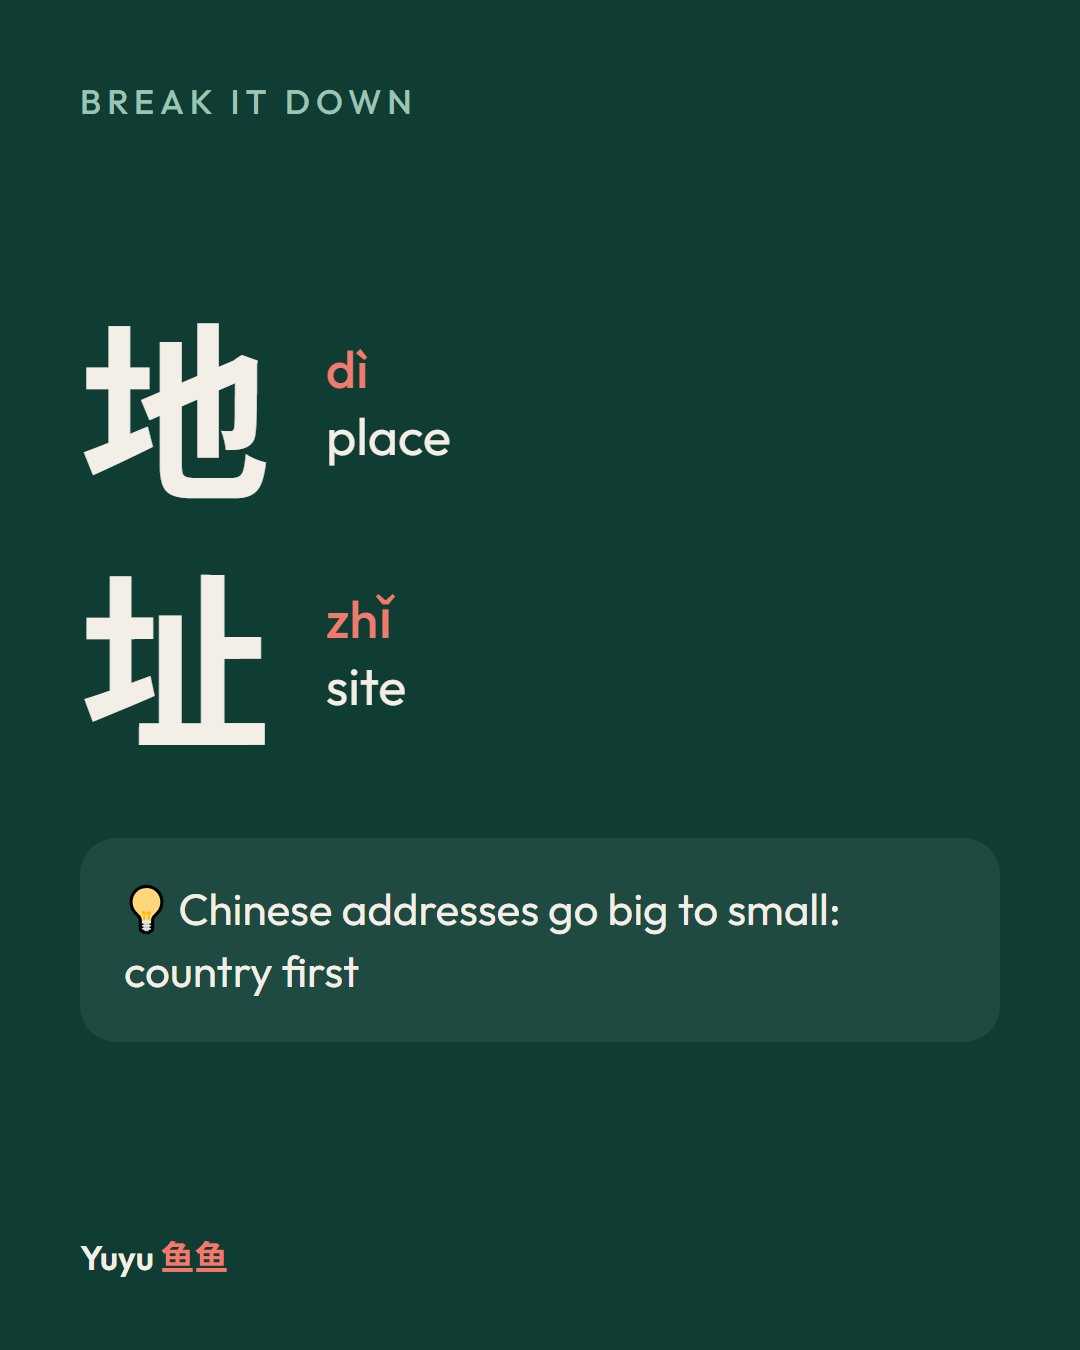 BREAK IT DOWN
地
dì
place
址
zhǐ
site
💡 Chinese addresses go big to small:
country first
Yuyu 鱼鱼